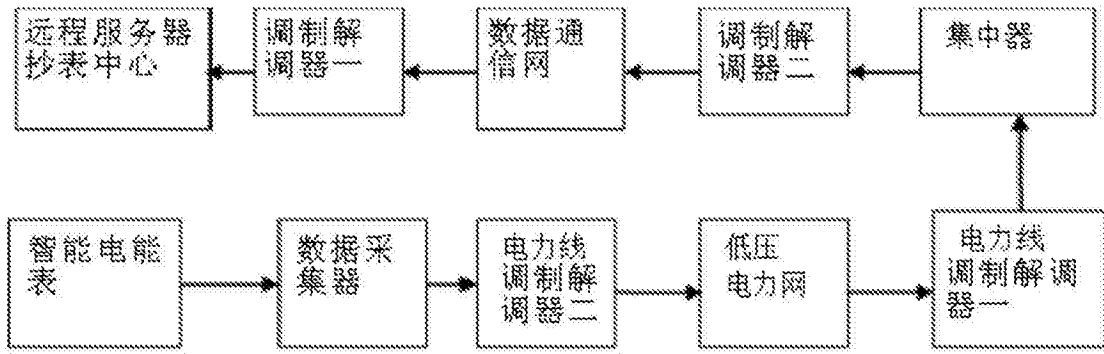 远程服务器
抄表中心
调制解
调器一
数据通
信网
调制解
调器二
集中器
智能电能
表
数据采
集器
电力线
调制解
调器二
低压
电力网
电力线
调制解调
器一